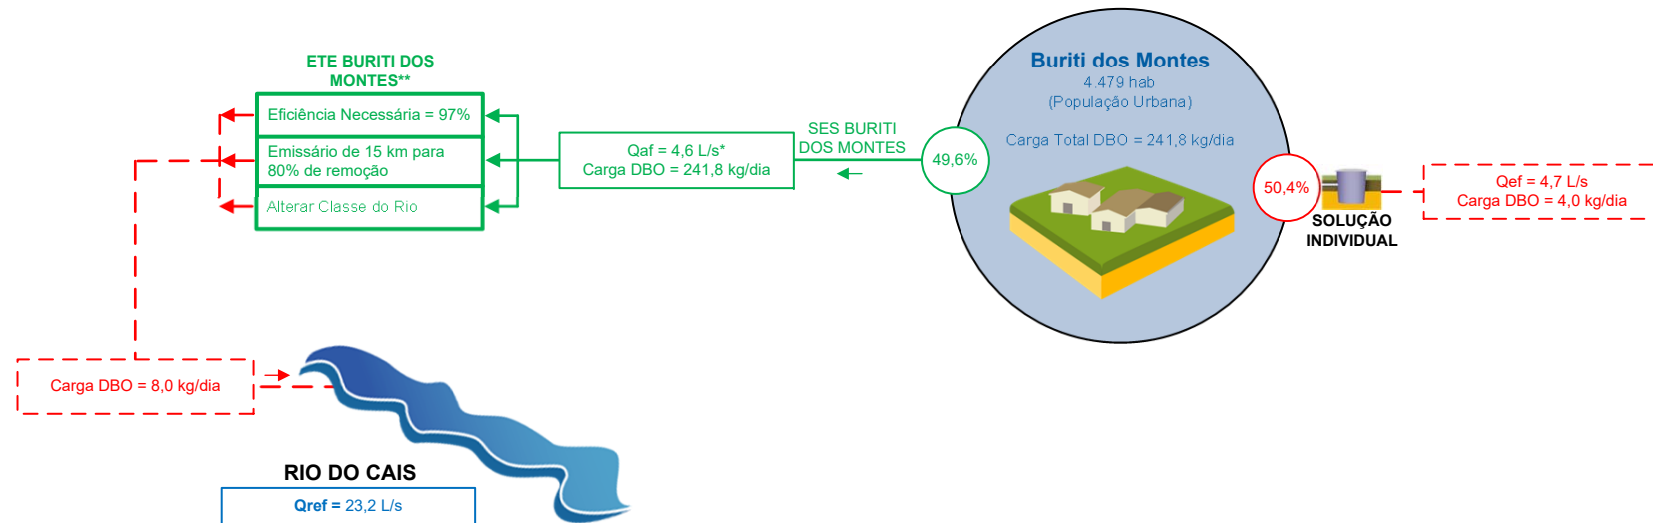 ETE BURITI DOS
MONTES**
Eficiência Necessária = 97%
Emissário de 15 km para
80% de remoção
Alterar Classe do Rio
Qaf = 4,6 L/s*
Carga DBO = 241,8 kg/dia
SES BURITI
DOS MONTES
49,6%
Buriti dos Montes
4.479 hab
(População Urbana)
Carga Total DBO = 241,8 kg/dia
50,4%
SOLUÇÃO
INDIVIDUAL
Qef = 4,7 L/s
Carga DBO = 4,0 kg/dia
Carga DBO = 8,0 kg/dia
RIO DO CAIS
Qref = 23,2 L/s